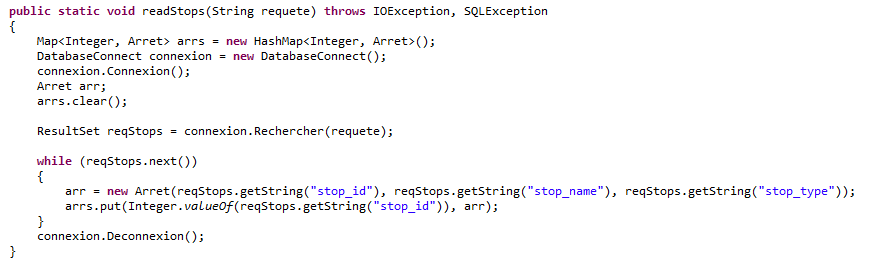 public static void readStops(String requete) throws IOException, SQLException
{
    Map<Integer, Arret> arrs = new HashMap<Integer, Arret>();
    DatabaseConnect connexion = new DatabaseConnect();
    connexion.Connexion();
    Arret arr;
    arrs.clear();

    ResultSet reqStops = connexion.Rechercher(requete);

    while (reqStops.next())
    {
        arr = new Arret(reqStops.getString("stop_id"), reqStops.getString("stop_name"), reqStops.getString("stop_type"));
        arrs.put(Integer.valueOf(reqStops.getString("stop_id")), arr);
    }
    connexion.Deconnexion();
}